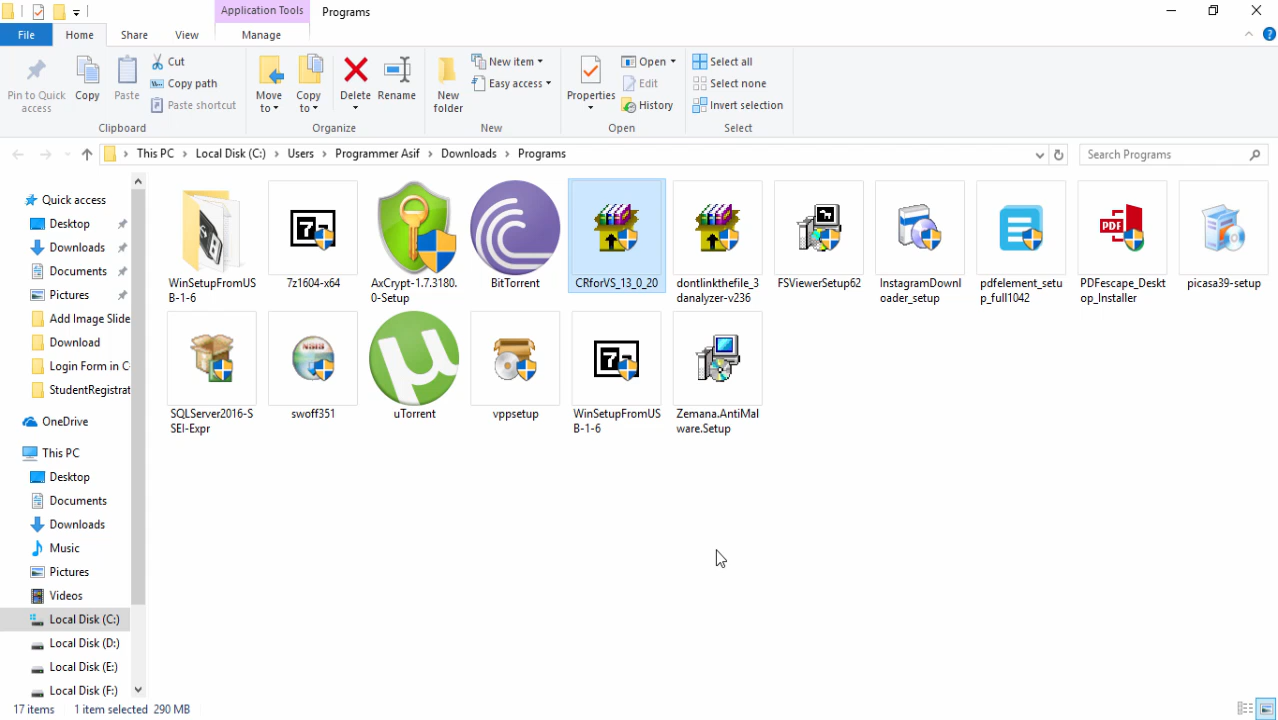 Application Tools
Programs
File
Home
Share
View
Manage
Pin to Quick
access
Copy
Paste
Cut
Copy path
Paste shortcut
Clipboard
Move
to
Copy
to
Delete
Rename
Organize
New
folder
New item
Easy access
New
Properties
Open
Edit
History
Open
Select all
Select none
Invert selection
Select
This PC
Local Disk (C:)
Users
Programmer Asif
Downloads
Programs
Search Programs
Quick access
Desktop
Downloads
Documents
Pictures
Add Image Slide
Download
Login Form in C
StudentRegistrat
OneDrive
This PC
Desktop
Documents
Downloads
Music
Pictures
Videos
Local Disk (C:)
Local Disk (D:)
Local Disk (E:)
Local Disk (F:)
WinSetupFromUS
B-1-6
7z1604-x64
AxCrypt-1.7.3180.
0-Setup
BitTorrent
CRforVS_13_0_20
dontlinkthefile_3
danalyzer-v236
FSViewerSetup62
InstagramDownl
oader_setup
pdfelement_setu
p_full1042
PDFescape_Deskt
op_Installer
picasa39-setup
SQLServer2016-S
SEI-Expr
swoff351
uTorrent
vppsetup
WinSetupFromUS
B-1-6
Zemana.AntiMal
ware.Setup
17 items
1 item selected 290 MB